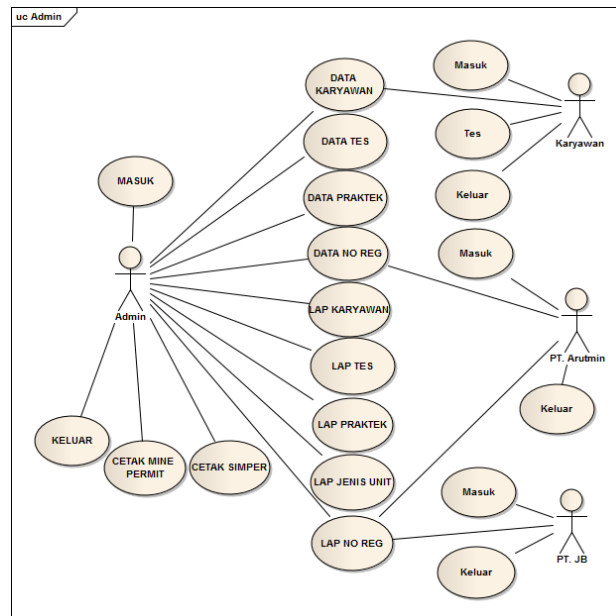 uc Admin
DATA
KARYAWAN
Masuk
Karyawan
DATA TES
Tes
MASUK
DATA PRAKTEK
Keluar
DATA NO REG
Masuk
Admin
LAP KARYAWAN
PT. Arutmin
LAP TES
Keluar
LAP PRAKTEK
KELUAR
CETAK MINE
PERMIT
CETAK SIMPER
LAP JENIS UNIT
Masuk
LAP NO REG
PT. JB
Keluar